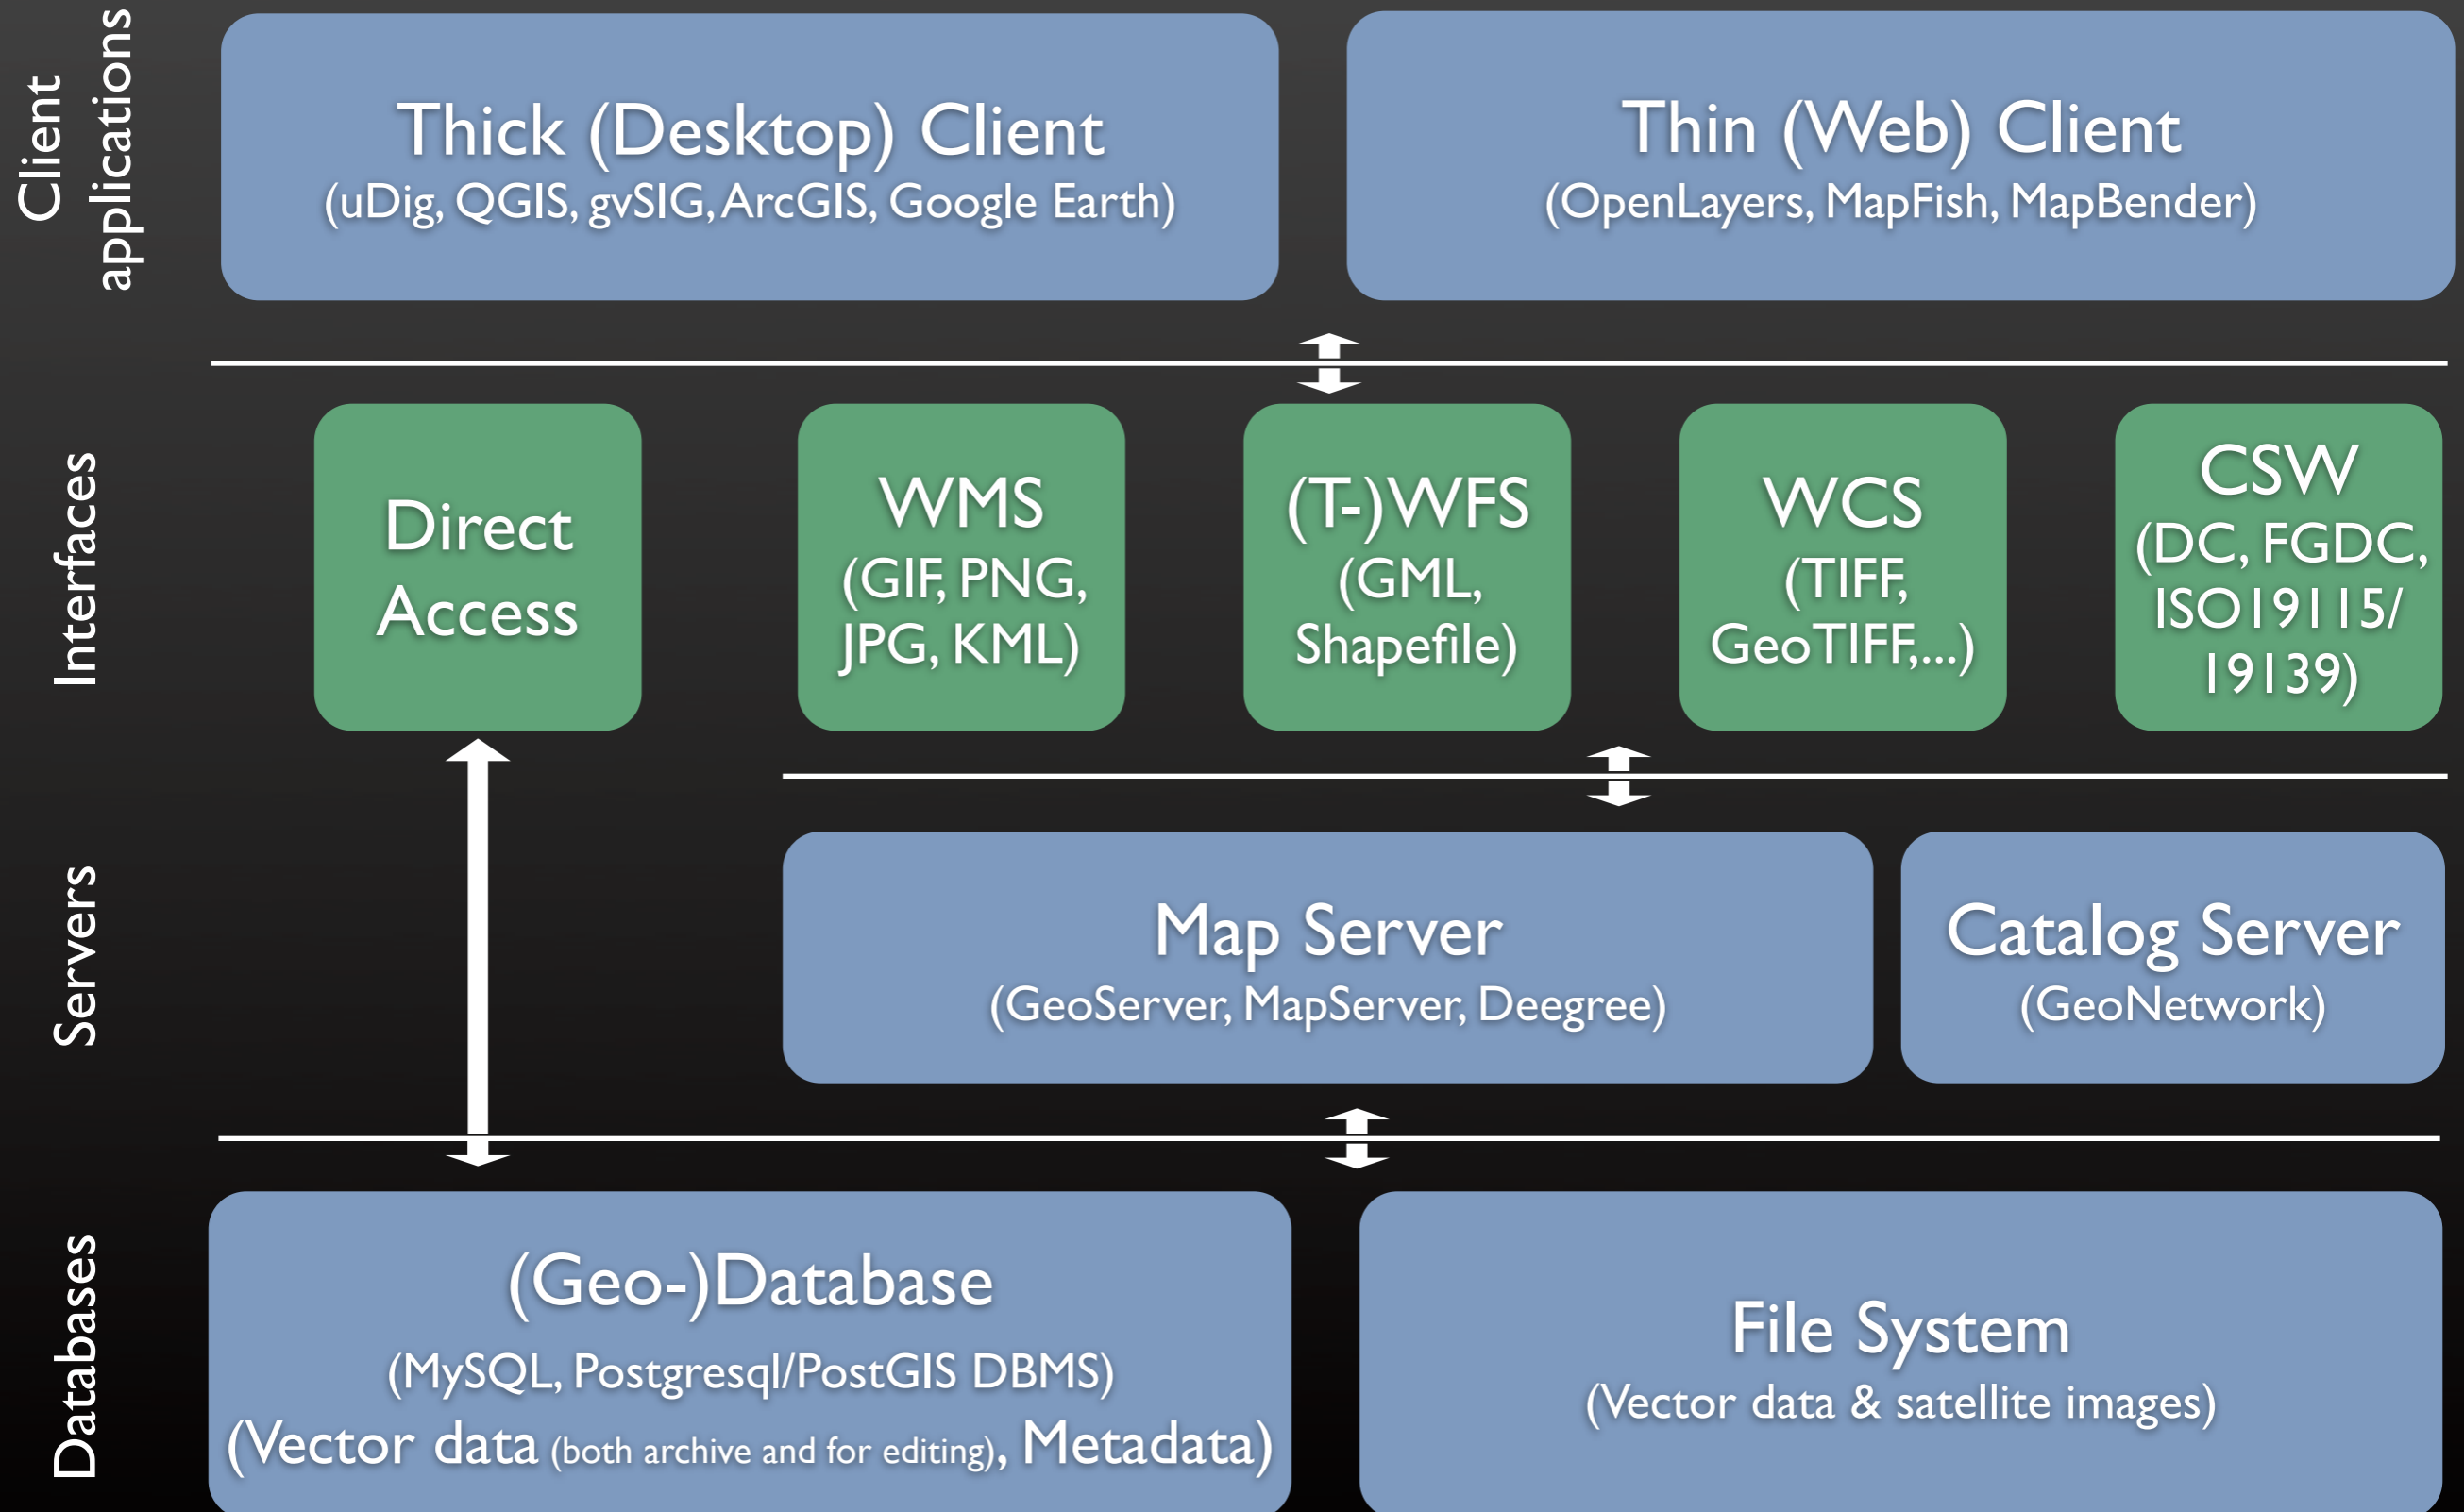 Client
applications
Thick (Desktop) Client
(uDig, QGIS, gvSIG, ArcGIS, Google Earth)
Thin (Web) Client
(OpenLayers, MapFish, MapBender)
Interfaces
Direct
Access
WMS
(GIF, PNG,
JPG, KML)
(T-)WFS
(GML,
Shapefile)
WCS
(TIFF,
GeoTIFF,...)
CSW
(DC, FGDC,
ISO19115/
19139)
Servers
Map Server
(GeoServer, MapServer, Deegree)
Catalog Server
(GeoNetwork)
Databases
(Geo-)Database
(MySQL, Postgresql/PostGIS DBMS)
(Vector data (both archive and for editing), Metadata)
File System
(Vector data & satellite images)